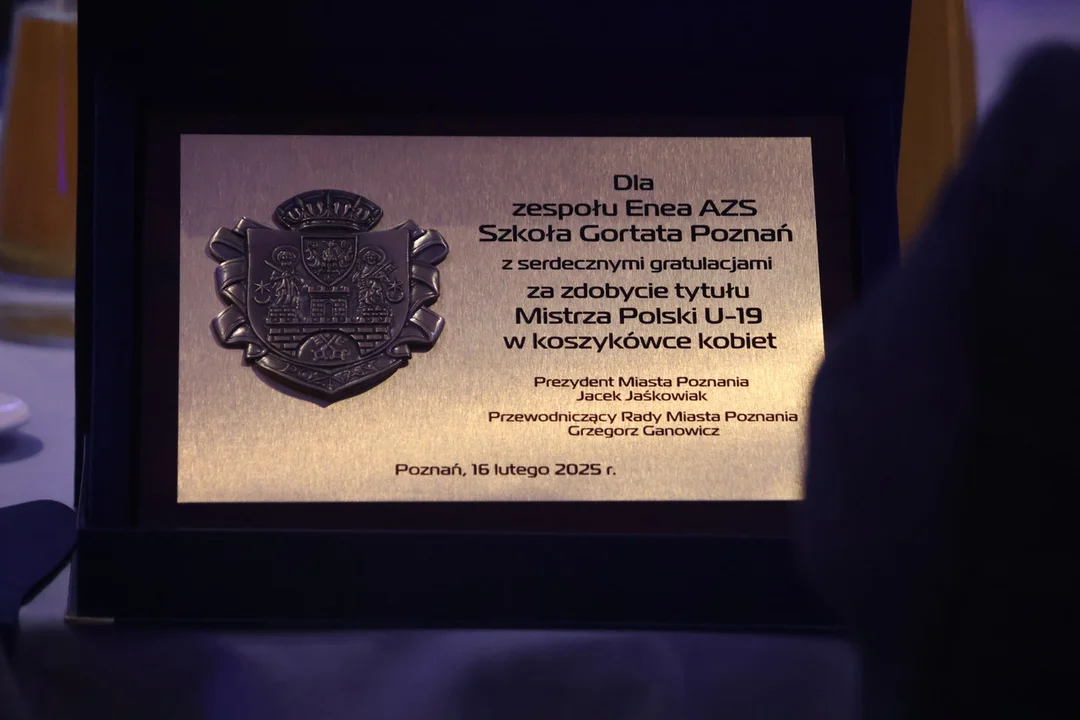 Dla
zespołu Enea AZS
Szkoła Gortata Poznań
z serdecznymi gratulacjami
za zdobycie tytułu
Mistrza Polski U-19
w koszykówce kobiet
Prezydent Miasta Poznania
Jacek Jaśkowiak
Przewodniczący Rady Miasta Poznania
Grzegorz Ganowicz
Poznań, 16 lutego 2025 r.